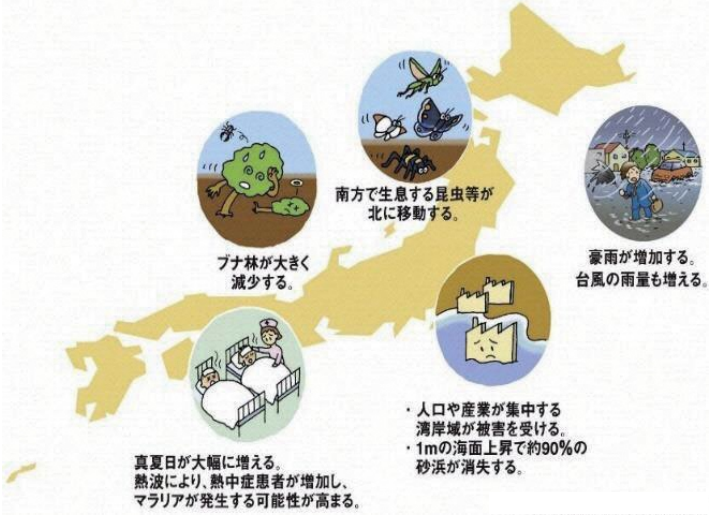 南方で生息する昆虫等が
北に移動する。
ブナ林が大きく
減少する。
豪雨が増加する。
台風の雨量も増える。
・人口や産業が集中する
湾岸域が被害を受ける。
・1mの海面上昇で約90%の
砂浜が消失する。
真夏日が大幅に増える。
熱波により、熱中症患者が増加し、
マラリアが発生する可能性が高まる。